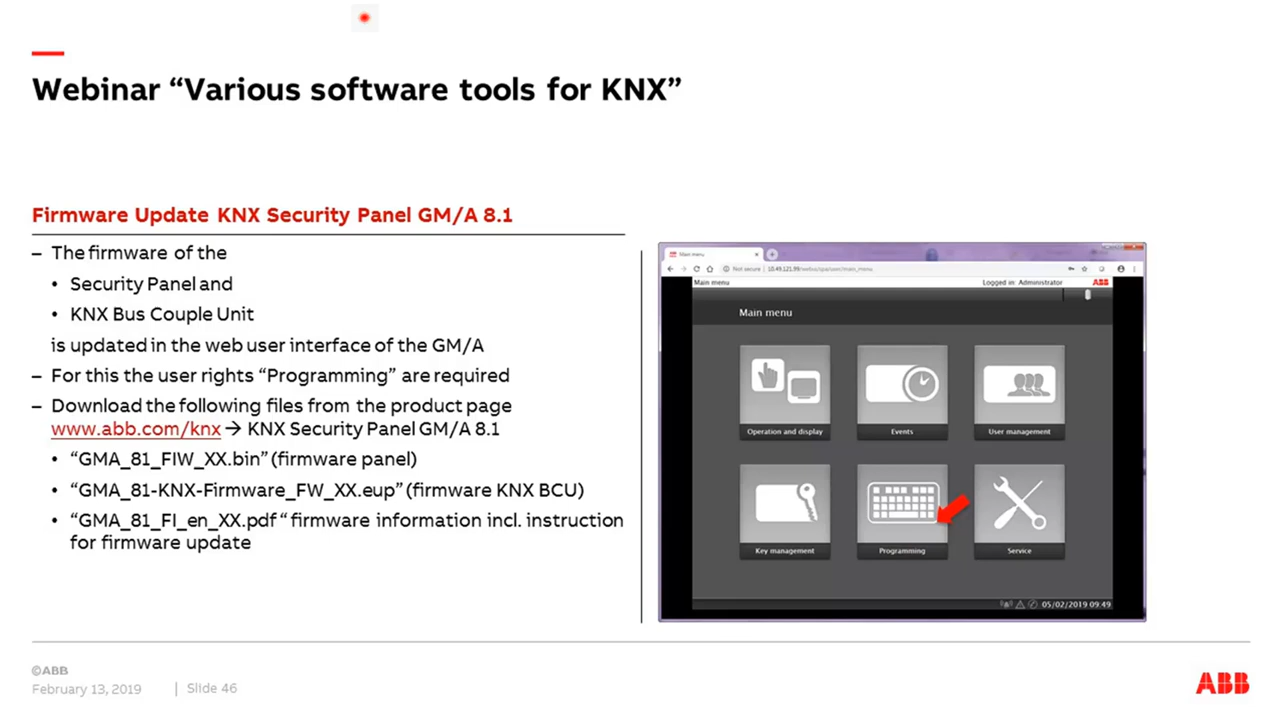 Webinar “Various software tools for KNX”
Firmware Update KNX Security Panel GM/A 8.1
– The firmware of the
• Security Panel and
• KNX Bus Couple Unit
is updated in the web user interface of the GM/A
– For this the user rights “Programming” are required
– Download the following files from the product page
www.abb.com/knx → KNX Security Panel GM/A 8.1
• “GMA_81_FIW_XX.bin” (firmware panel)
• “GMA_81-KNX-Firmware_FW_XX.eup” (firmware KNX BCU)
• “GMA_81_FI_en_XX.pdf “ firmware information incl. instruction
for firmware update
Main menu
Not secure | 10.49.121.99/
Main menu Logged in: Administrator ABB
Main menu
Operation and display Events User management
Key management Programming Service
05/02/2019 09:49
©ABB
February 13, 2019 | Slide 46
ABB